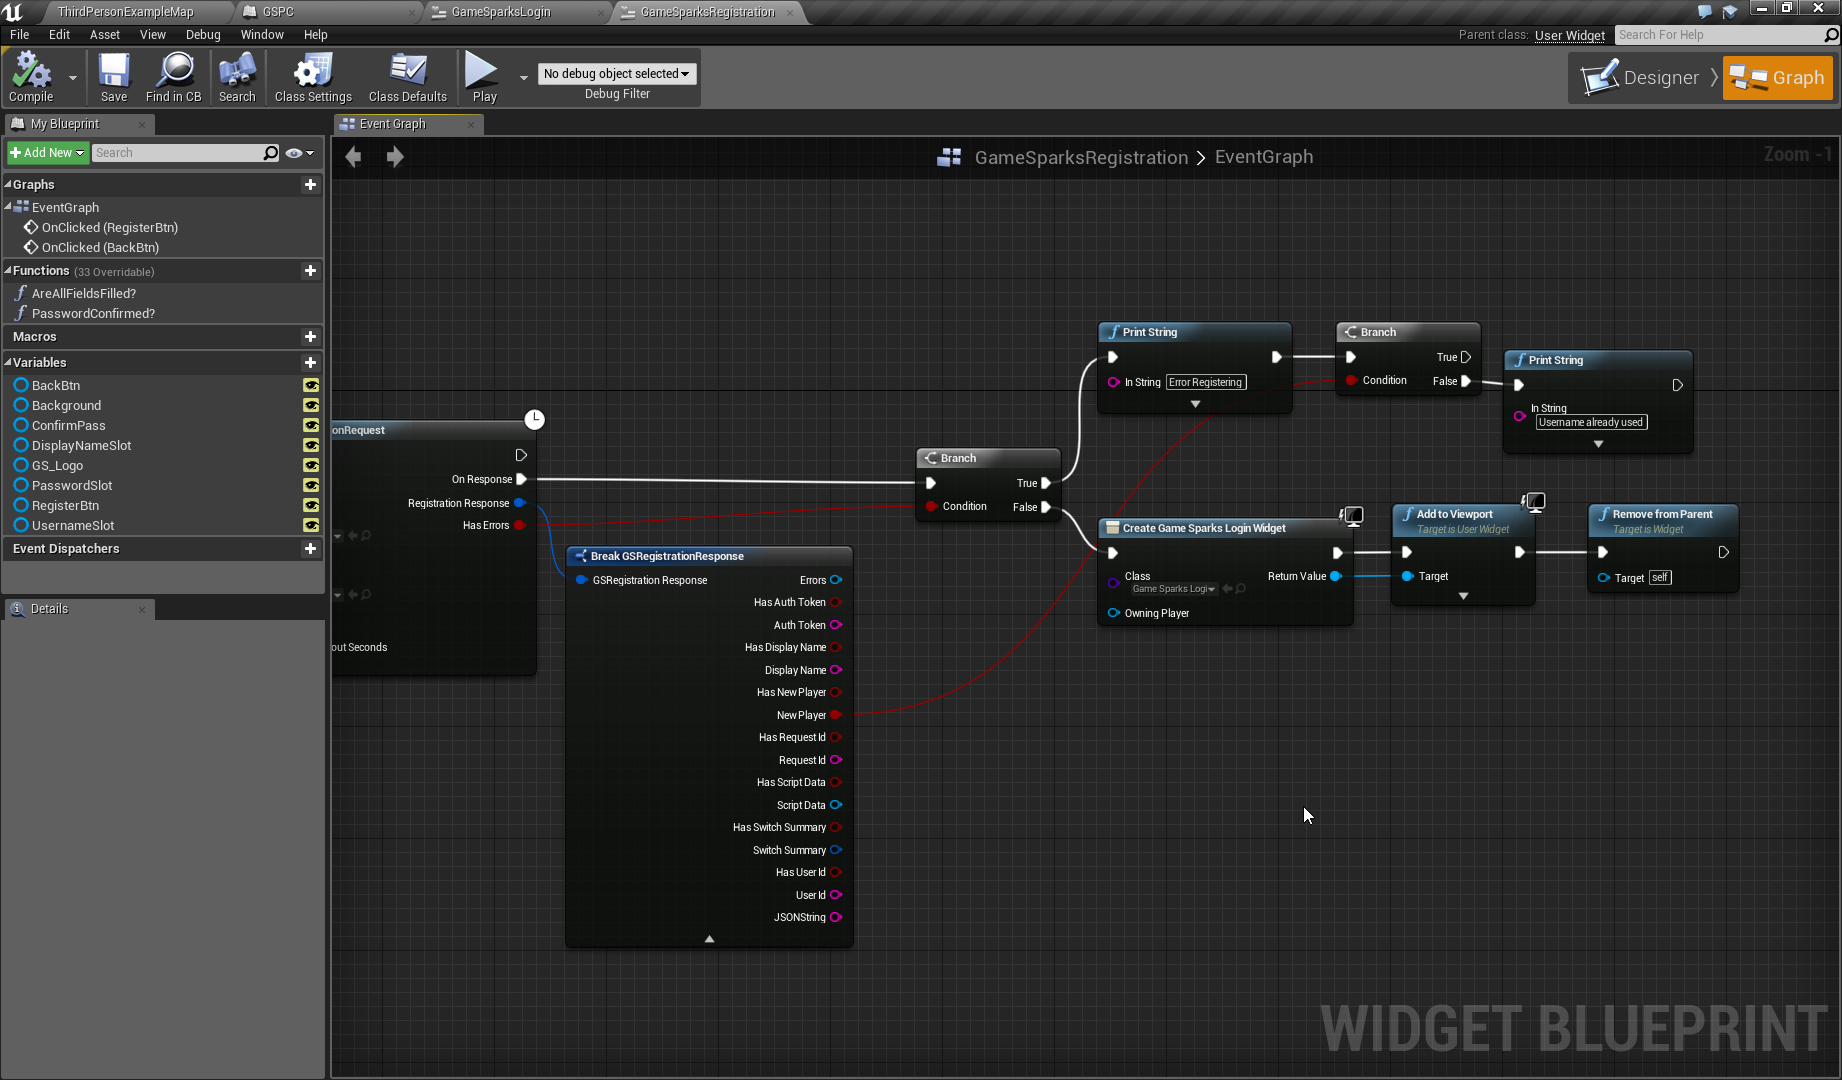 ThirdPersonExampleMap
GSPC
GameSparksLogin
GameSparksRegistration
File Edit Asset View Debug Window Help
Parent class: User Widget
Search For Help
Compile
Save
Find in CB
Search
Class Settings
Class Defaults
Play
No debug object selected
Debug Filter
Designer
Graph
My Blueprint
Event Graph
Add New
Search
GameSparksRegistration > EventGraph
Zoom -1
Graphs
EventGraph
OnClicked (RegisterBtn)
OnClicked (BackBtn)
Functions (33 Overridable)
AreAllFieldsFilled?
PasswordConfirmed?
Macros
Variables
BackBtn
Background
ConfirmPass
DisplayNameSlot
GS_Logo
PasswordSlot
RegisterBtn
UsernameSlot
Event Dispatchers
Details
onRequest
On Response
Registration Response
Has Errors
out Seconds
Break GSRegistrationResponse
GSRegistration Response
Errors
Has Auth Token
Auth Token
Has Display Name
Display Name
Has New Player
New Player
Has Request Id
Request Id
Has Script Data
Script Data
Has Switch Summary
Switch Summary
Has User Id
User Id
JSONString
Branch
True
Condition
False
Print String
In String Error Registering
Branch
True
Condition
False
Print String
In String
Username already used
Create Game Sparks Login Widget
Class
Game Sparks Logi
Return Value
Owning Player
Add to Viewport
Target is User Widget
Target
Remove from Parent
Target is Widget
Target self
WIDGET BLUEPRINT